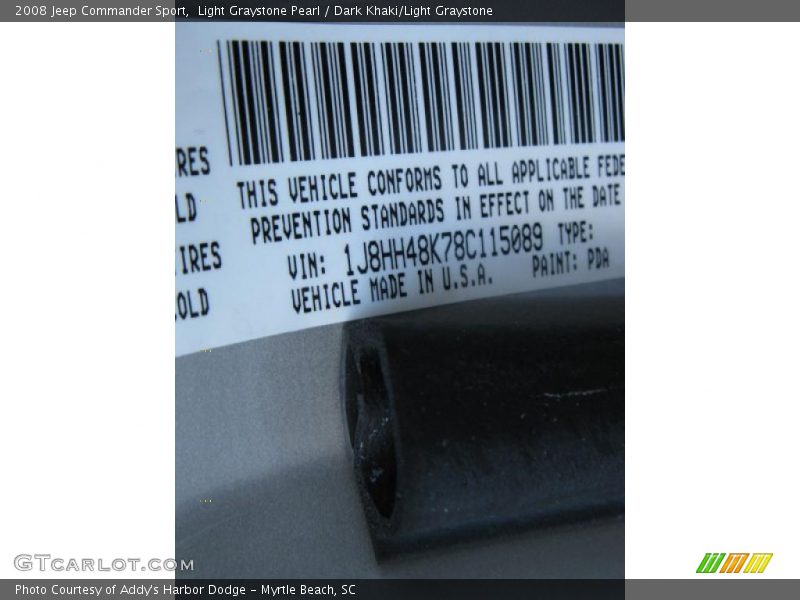 2008 Jeep Commander Sport,  Light Graystone Pearl / Dark Khaki/Light Graystone
RES
LD
IRES
OLD
THIS VEHICLE CONFORMS TO ALL APPLICABLE FEDE
PREVENTION STANDARDS IN EFFECT ON THE DATE
VIN: 1J8HH48K78C115089 TYPE:
VEHICLE MADE IN U.S.A. PAINT: PDA
GTCARLOT.COM
Photo Courtesy of Addy's Harbor Dodge - Myrtle Beach, SC